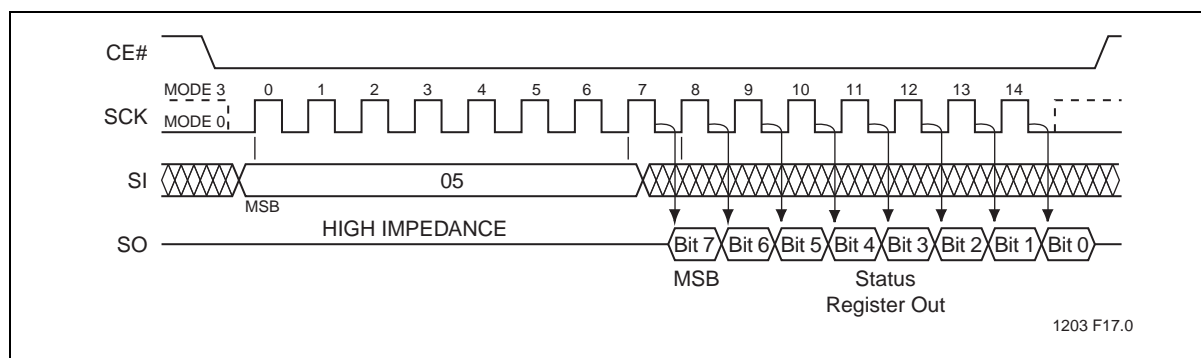 CE#
MODE 3 0 1 2 3 4 5 6 7 8 9 10 11 12 13 14
SCK
MODE 0
SI 05
MSB
HIGH IMPEDANCE
SO Bit 7 Bit 6 Bit 5 Bit 4 Bit 3 Bit 2 Bit 1 Bit 0
MSB Status
Register Out
1203 F17.0